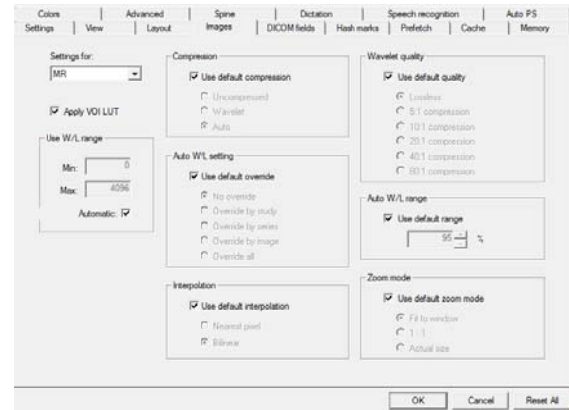 Colors Advanced Spine Dictation Speech recognition Auto PS
Settings View Layout Images DICOM fields Hash marks Prefetch Cache Memory
Settings for:
MR
Apply VOI LUT
Use W/L range
Min: 0
Max: 4096
Automatic:
Compression
Use default compression
Uncompressed
Wavelet
Auto
Auto W/L setting
Use default override
No override
Override by study
Override by series
Override by image
Override all
Interpolation
Use default interpolation
Nearest pixel
Bilinear
Wavelet quality
Use default quality
Lossless
5:1 compression
10:1 compression
20:1 compression
40:1 compression
80:1 compression
Auto W/L range
Use default range
95 %
Zoom mode
Use default zoom mode
Fit to window
1 : 1
Actual size
OK Cancel Reset All